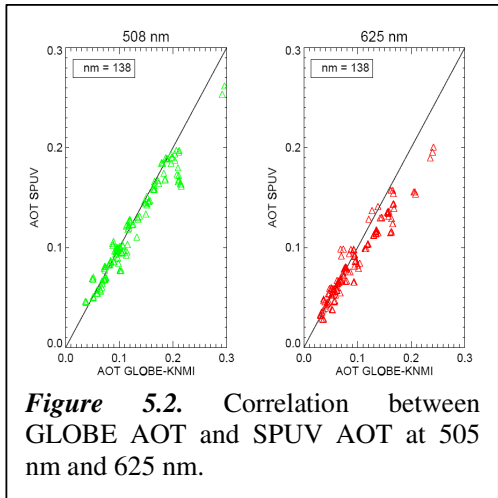 508 nm
625 nm
0.3
nm = 138
0.2
0.1
0.0
AOT SPUV
0.0 0.1 0.2 0.3
AOT GLOBE-KNMI
0.3
nm = 138
0.2
0.1
0.0
AOT SPUV
0.0 0.1 0.2 0.3
AOT GLOBE-KNMI
Figure 5.2. Correlation between
GLOBE AOT and SPUV AOT at 505
nm and 625 nm.